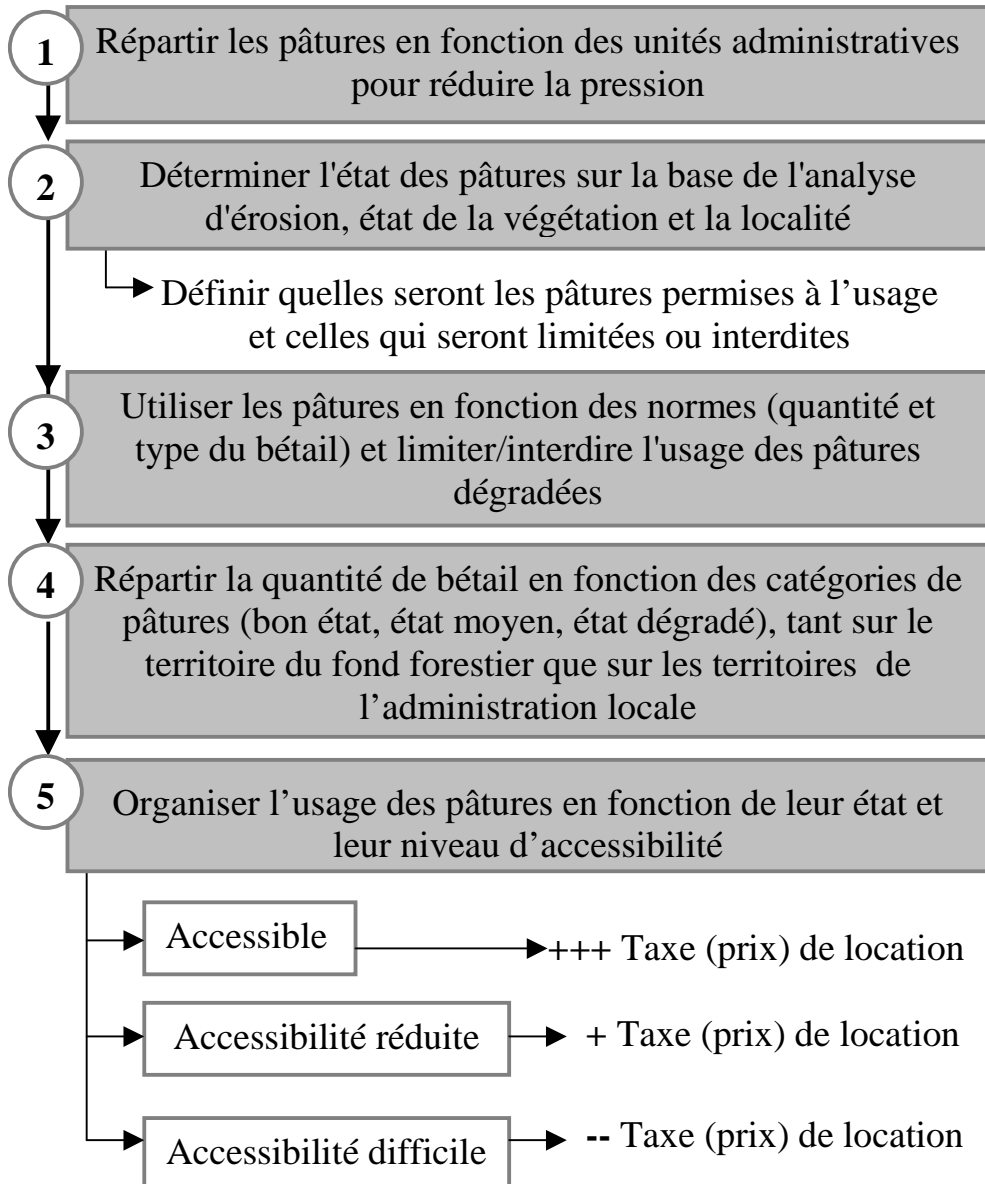 1
Répartir les pâtures en fonction des unités administratives
pour réduire la pression
2
Déterminer l'état des pâtures sur la base de l'analyse
d'érosion, état de la végétation et la localité
Définir quelles seront les pâtures permises à l’usage
et celles qui seront limitées ou interdites
3
Utiliser les pâtures en fonction des normes (quantité et
type du bétail) et limiter/interdire l'usage des pâtures
dégradées
4
Répartir la quantité de bétail en fonction des catégories de
pâtures (bon état, état moyen, état dégradé), tant sur le
territoire du fond forestier que sur les territoires de
l’administration locale
5
Organiser l’usage des pâtures en fonction de leur état et
leur niveau d’accessibilité
Accessible
+++ Taxe (prix) de location
Accessibilité réduite
+ Taxe (prix) de location
Accessibilité difficile
-- Taxe (prix) de location